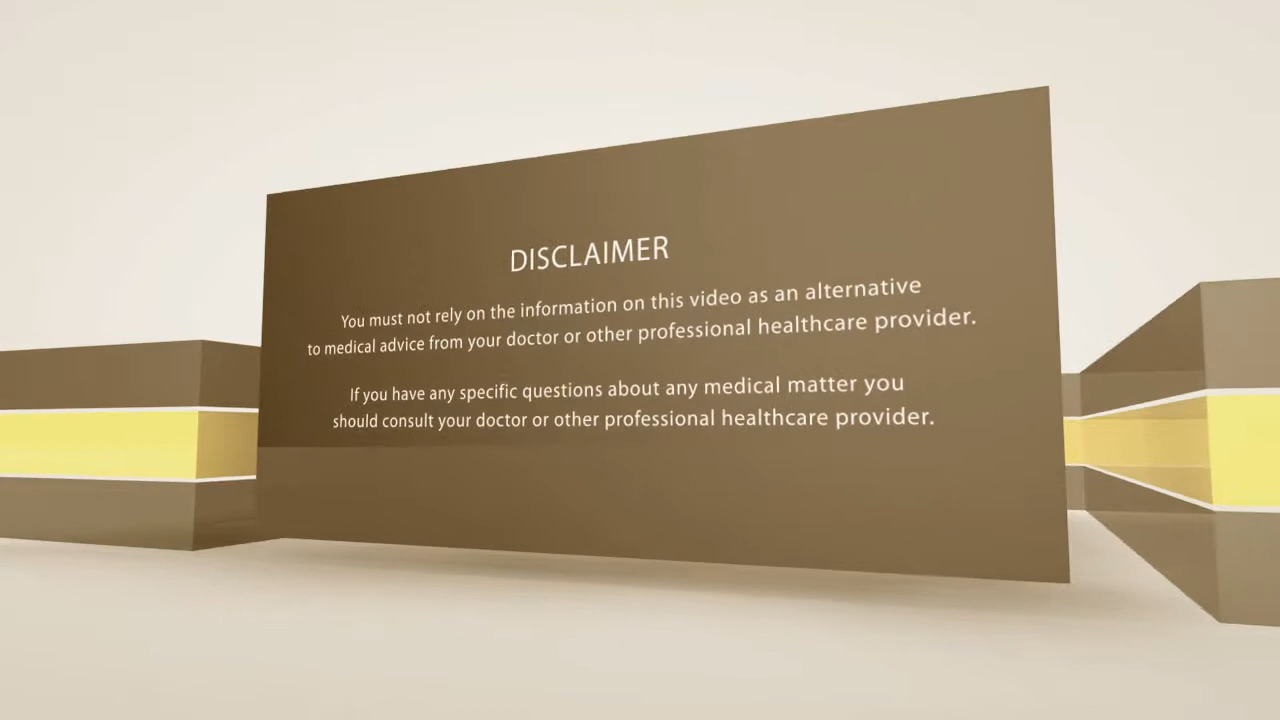 DISCLAIMER
You must not rely on the information on this video as an alternative
to medical advice from your doctor or other professional healthcare provider.
If you have any specific questions about any medical matter you
should consult your doctor or other professional healthcare provider.